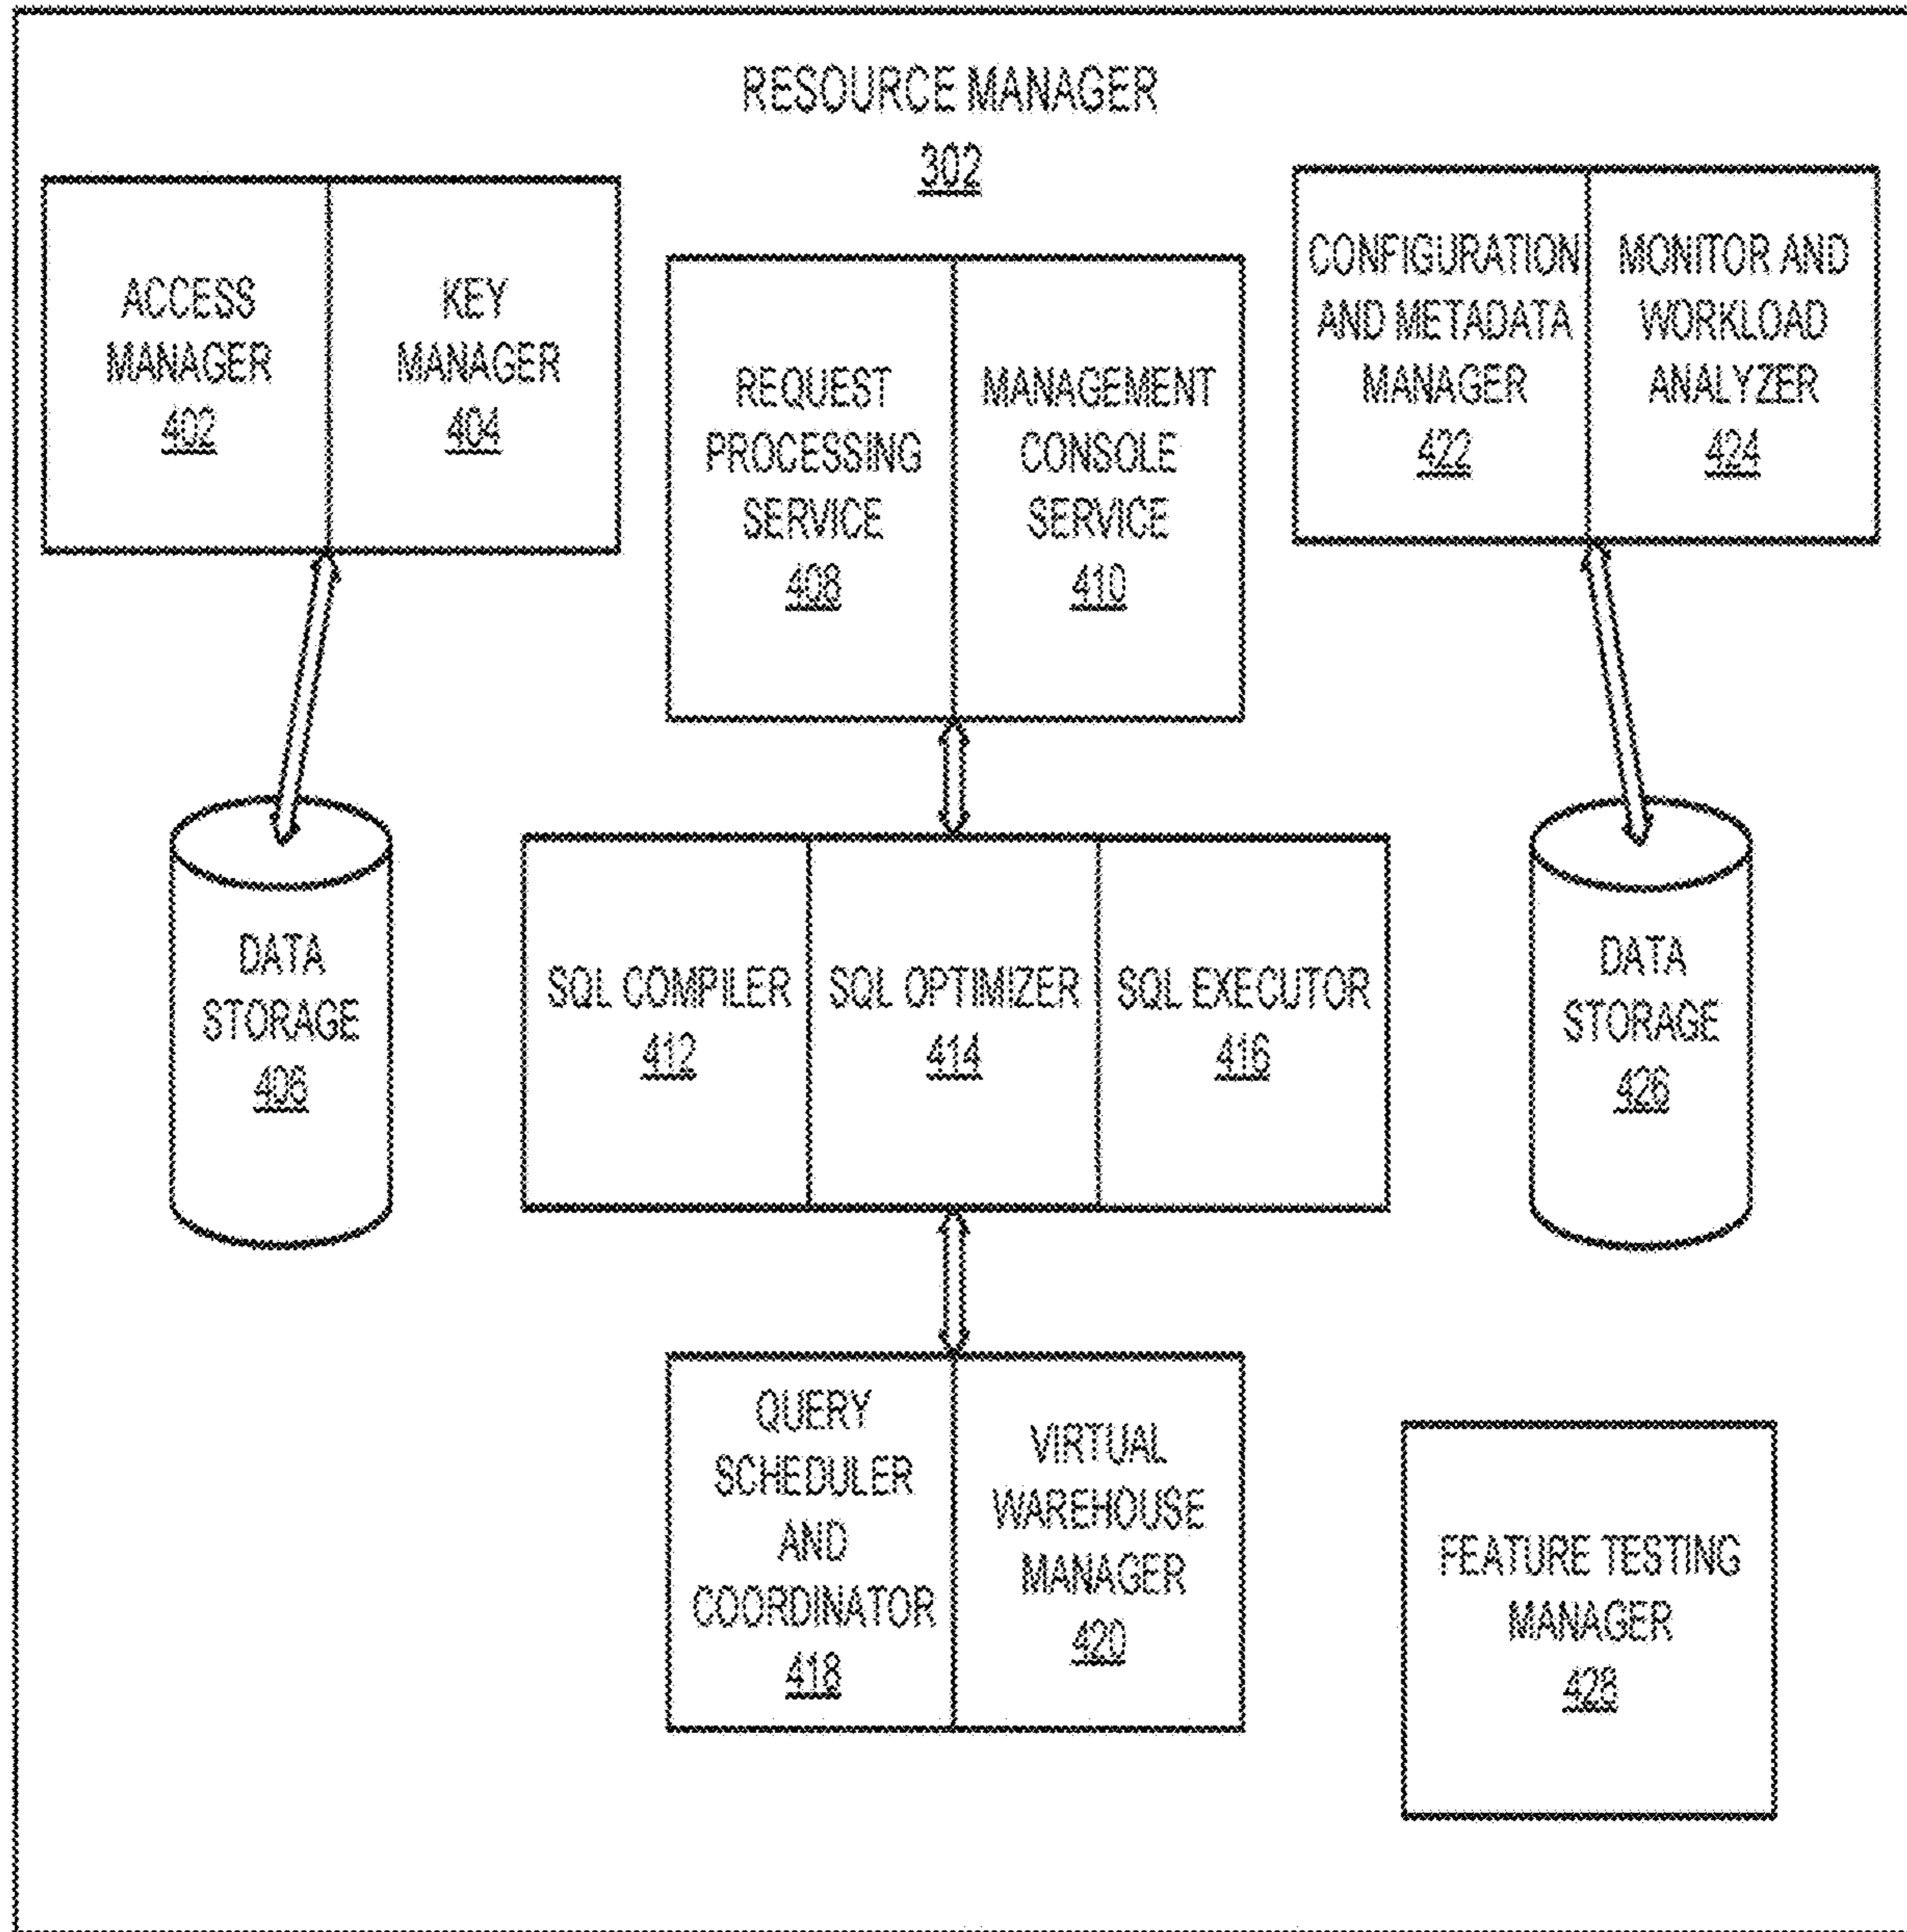 RESOURCE MANAGER
302
ACCESS
MANAGER
402
KEY
MANAGER
404
REQUEST
PROCESSING
SERVICE
408
MANAGEMENT
CONSOLE
SERVICE
410
CONFIGURATION
AND METADATA
MANAGER
422
MONITOR AND
WORKLOAD
ANALYZER
424
DATA
STORAGE
406
SQL COMPILER
412
SQL OPTIMIZER
414
SQL EXECUTOR
416
DATA
STORAGE
426
QUERY
SCHEDULER
AND
COORDINATOR
418
VIRTUAL
WAREHOUSE
MANAGER
420
FEATURE TESTING
MANAGER
428